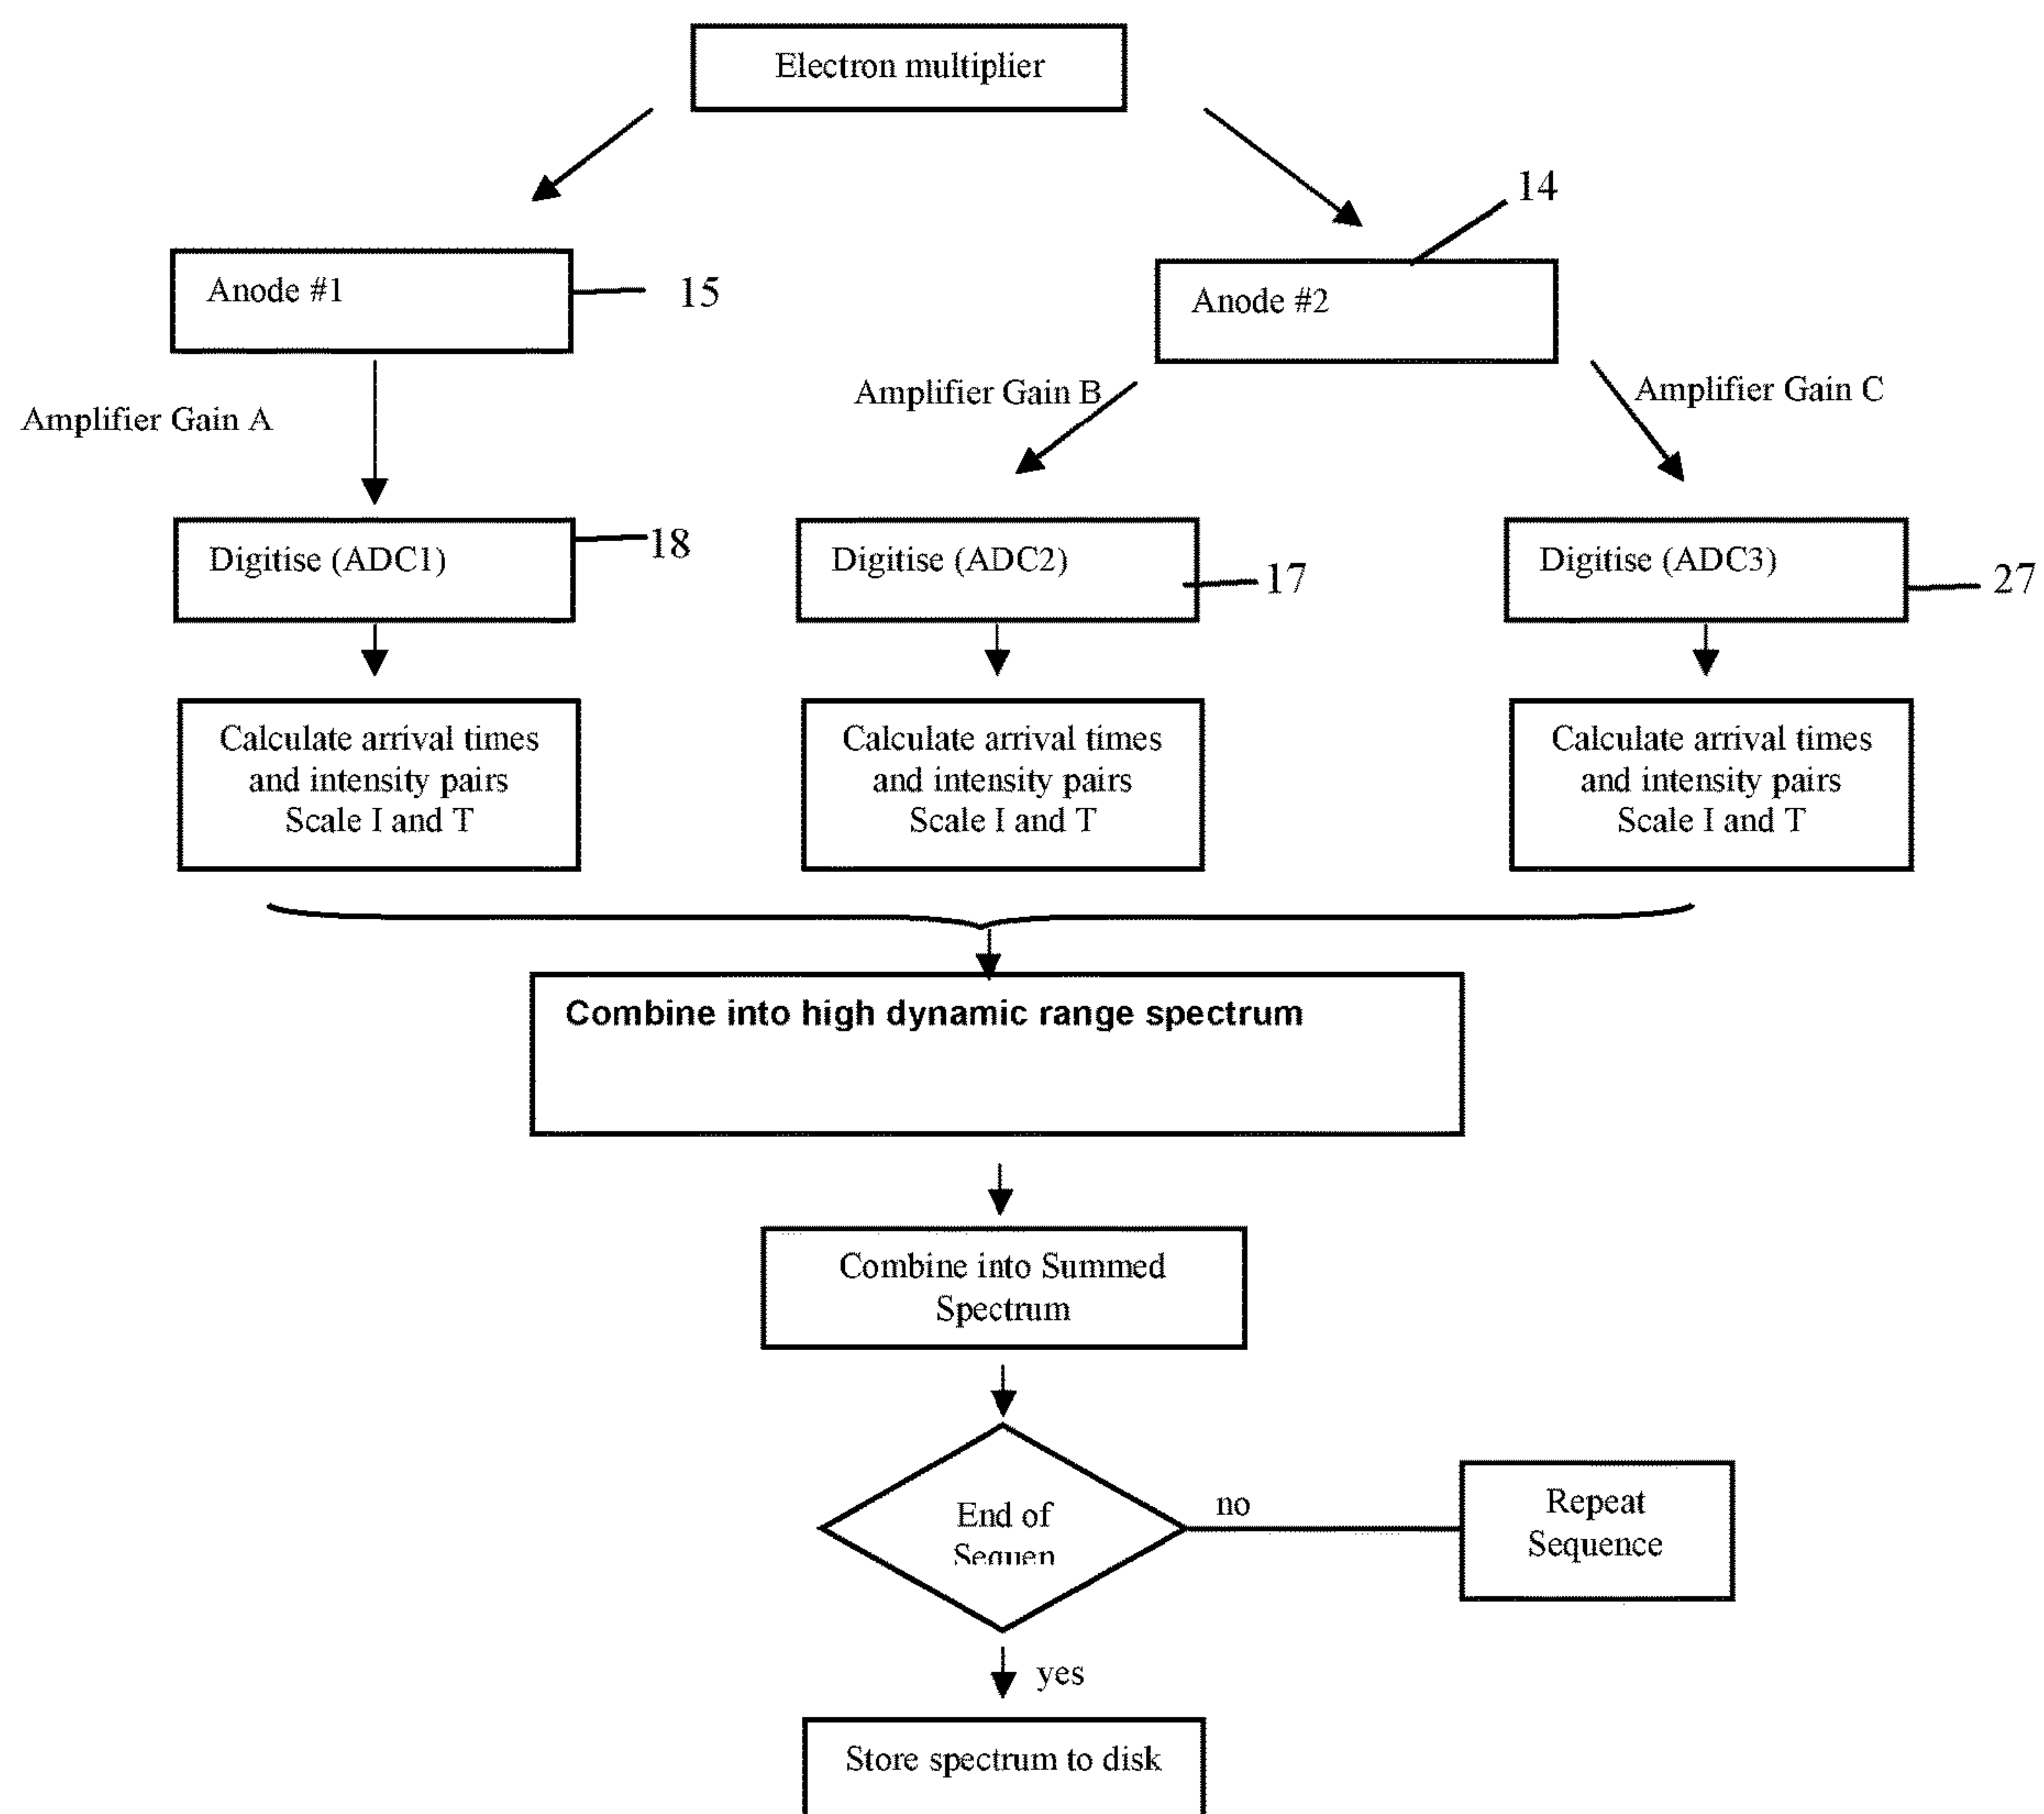 Electron multiplier
14
Anode #1
15
Anode #2
Amplifier Gain A
Amplifier Gain B
Amplifier Gain C
Digitise (ADC1)
18
Digitise (ADC2)
17
Digitise (ADC3)
27
Calculate arrival times
and intensity pairs
Scale I and T
Calculate arrival times
and intensity pairs
Scale I and T
Calculate arrival times
and intensity pairs
Scale I and T
Combine into high dynamic range spectrum
Combine into Summed
Spectrum
End of
Sequen
no
Repeat
Sequence
yes
Store spectrum to disk